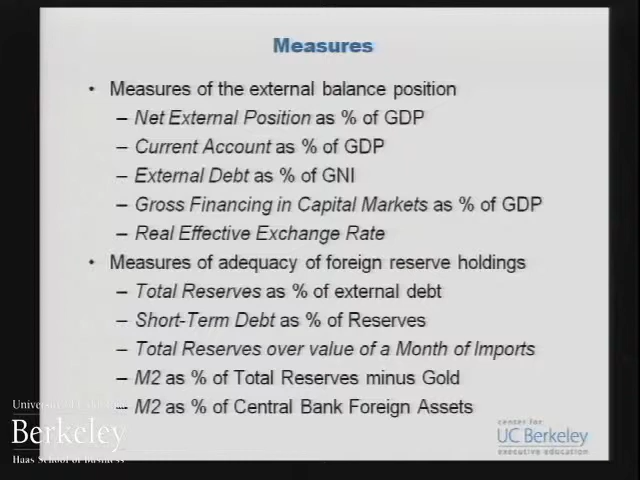 Measures
• Measures of the external balance position
– Net External Position as % of GDP
– Current Account as % of GDP
– External Debt as % of GNI
– Gross Financing in Capital Markets as % of GDP
– Real Effective Exchange Rate
• Measures of adequacy of foreign reserve holdings
– Total Reserves as % of external debt
– Short-Term Debt as % of Reserves
– Total Reserves over value of a Month of Imports
– M2 as % of Total Reserves minus Gold
– M2 as % of Central Bank Foreign Assets
University of California
Berkeley
Haas School of Business
center for
UC Berkeley
executive education